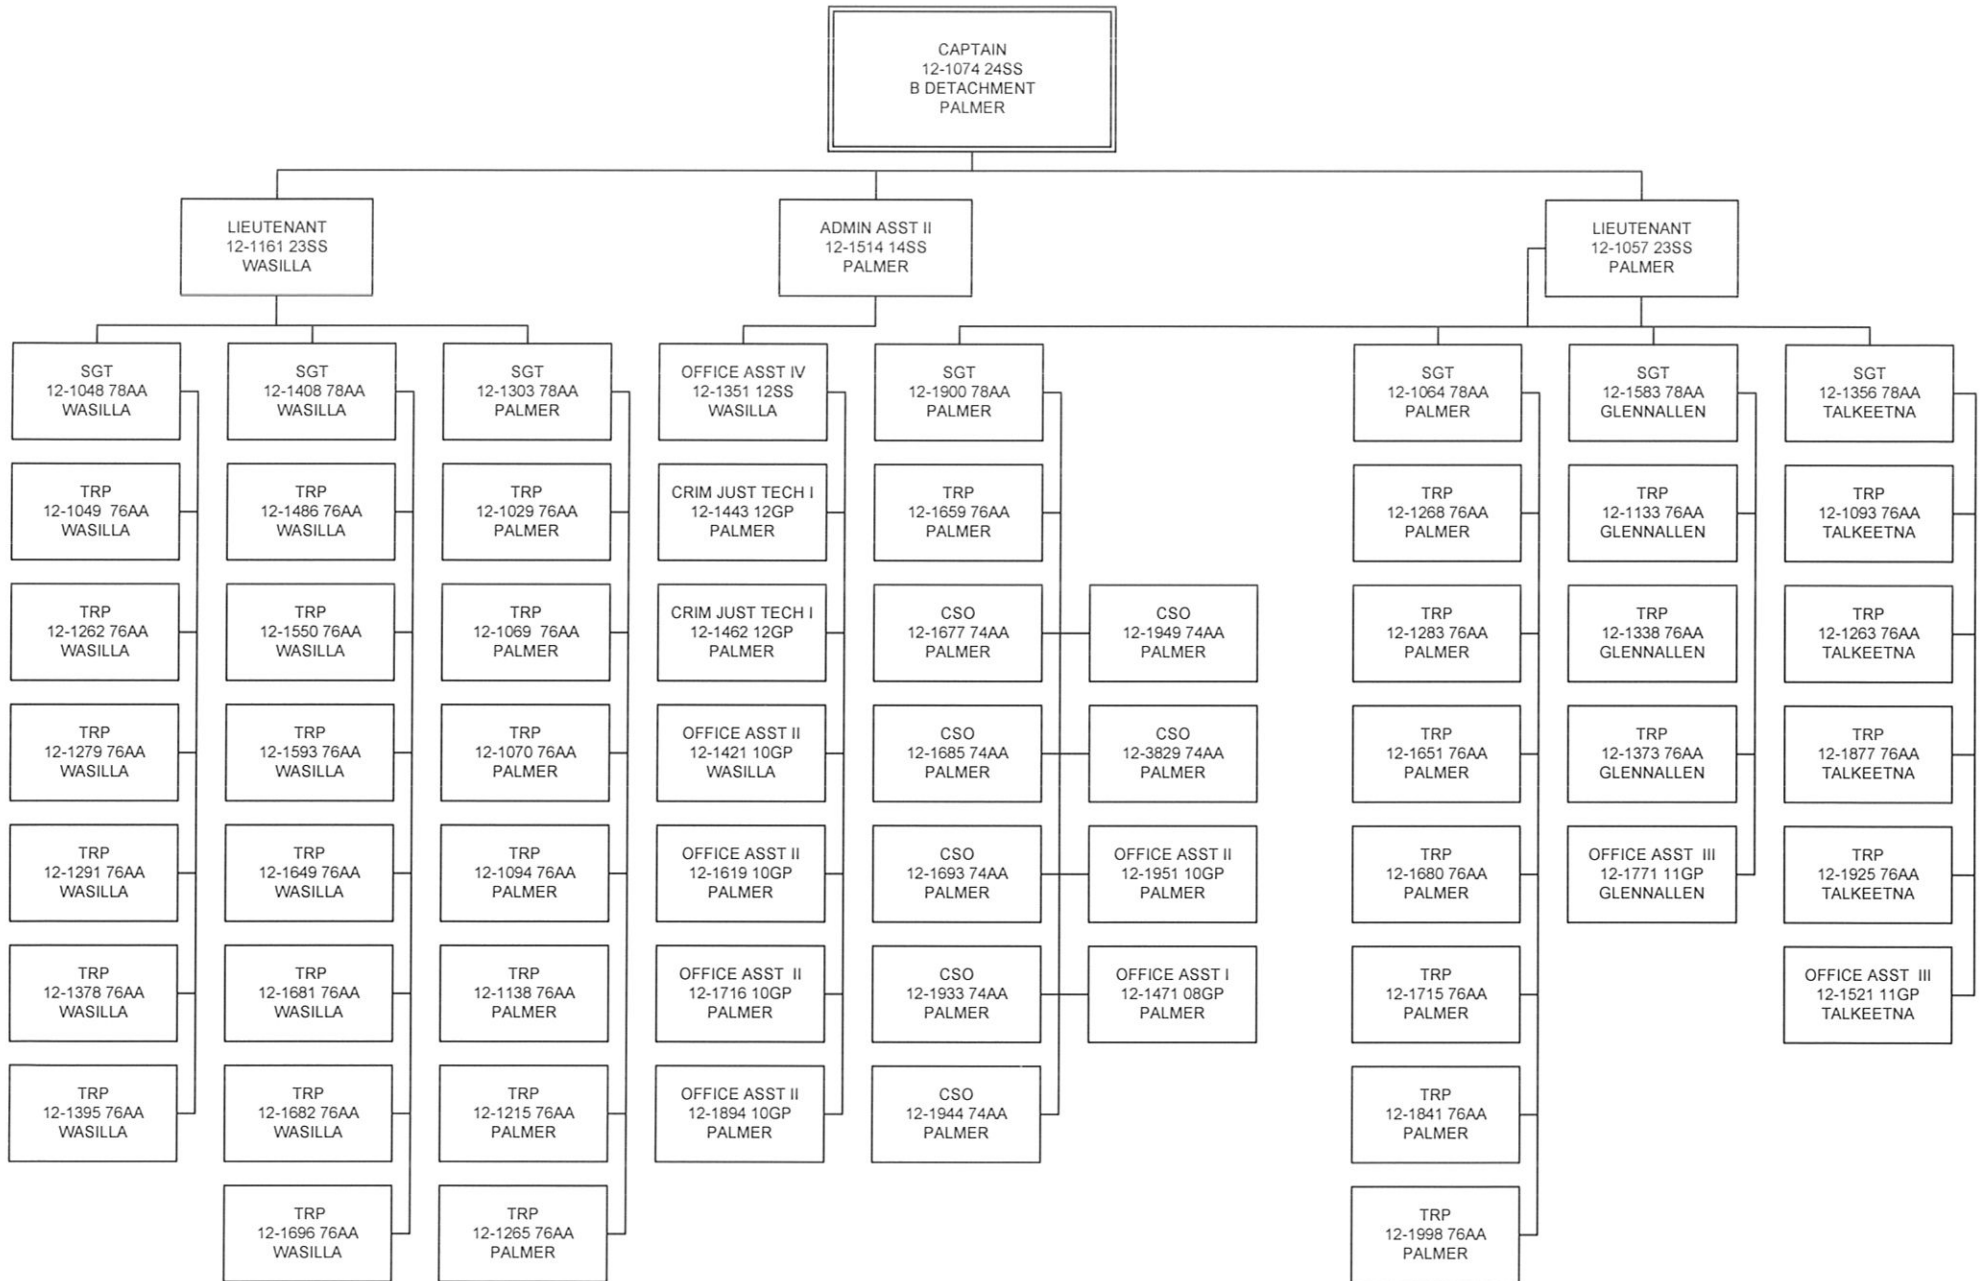 CAPTAIN
12-1074 24SS
B DETACHMENT
PALMER
LIEUTENANT
12-1161 23SS
WASILLA
ADMIN ASST II
12-1514 14SS
PALMER
LIEUTENANT
12-1057 23SS
PALMER
SGT
12-1048 78AA
WASILLA
TRP
12-1049 76AA
WASILLA
TRP
12-1262 76AA
WASILLA
TRP
12-1279 76AA
WASILLA
TRP
12-1291 76AA
WASILLA
TRP
12-1378 76AA
WASILLA
TRP
12-1395 76AA
WASILLA
SGT
12-1408 78AA
WASILLA
TRP
12-1486 76AA
WASILLA
TRP
12-1550 76AA
WASILLA
TRP
12-1593 76AA
WASILLA
TRP
12-1649 76AA
WASILLA
TRP
12-1681 76AA
WASILLA
TRP
12-1682 76AA
WASILLA
TRP
12-1696 76AA
WASILLA
SGT
12-1303 78AA
PALMER
TRP
12-1029 76AA
PALMER
TRP
12-1069 76AA
PALMER
TRP
12-1070 76AA
PALMER
TRP
12-1094 76AA
PALMER
TRP
12-1138 76AA
PALMER
TRP
12-1215 76AA
PALMER
TRP
12-1265 76AA
PALMER
OFFICE ASST IV
12-1351 12SS
WASILLA
CRIM JUST TECH I
12-1443 12GP
PALMER
CRIM JUST TECH I
12-1462 12GP
PALMER
OFFICE ASST II
12-1421 10GP
WASILLA
OFFICE ASST II
12-1619 10GP
PALMER
OFFICE ASST II
12-1716 10GP
PALMER
OFFICE ASST II
12-1894 10GP
PALMER
SGT
12-1900 78AA
PALMER
TRP
12-1659 76AA
PALMER
CSO
12-1677 74AA
PALMER
CSO
12-1685 74AA
PALMER
CSO
12-1693 74AA
PALMER
CSO
12-1933 74AA
PALMER
CSO
12-1944 74AA
PALMER
CSO
12-1949 74AA
PALMER
CSO
12-3829 74AA
PALMER
OFFICE ASST II
12-1951 10GP
PALMER
OFFICE ASST I
12-1471 08GP
PALMER
SGT
12-1064 78AA
PALMER
TRP
12-1268 76AA
PALMER
TRP
12-1283 76AA
PALMER
TRP
12-1651 76AA
PALMER
TRP
12-1680 76AA
PALMER
TRP
12-1715 76AA
PALMER
TRP
12-1841 76AA
PALMER
TRP
12-1998 76AA
PALMER
SGT
12-1583 78AA
GLENNALLEN
TRP
12-1133 76AA
GLENNALLEN
TRP
12-1338 76AA
GLENNALLEN
TRP
12-1373 76AA
GLENNALLEN
OFFICE ASST III
12-1771 11GP
GLENNALLEN
SGT
12-1356 78AA
TALKEETNA
TRP
12-1093 76AA
TALKEETNA
TRP
12-1263 76AA
TALKEETNA
TRP
12-1877 76AA
TALKEETNA
TRP
12-1925 76AA
TALKEETNA
OFFICE ASST III
12-1521 11GP
TALKEETNA